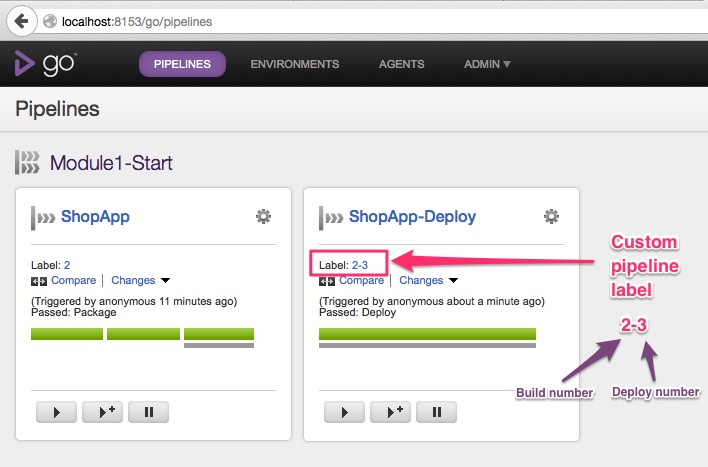 localhost:8153/go/pipelines
go™
PIPELINES
ENVIRONMENTS
AGENTS
ADMIN ▼
Pipelines
Module1-Start
ShopApp
Label: 2
Compare | Changes ▼
(Triggered by anonymous 11 minutes ago)
Passed: Package
ShopApp-Deploy
Label: 2-3
Compare | Changes ▼
(Triggered by anonymous about a minute ago)
Passed: Deploy
Custom
pipeline
label
2-3
Build number
Deploy number